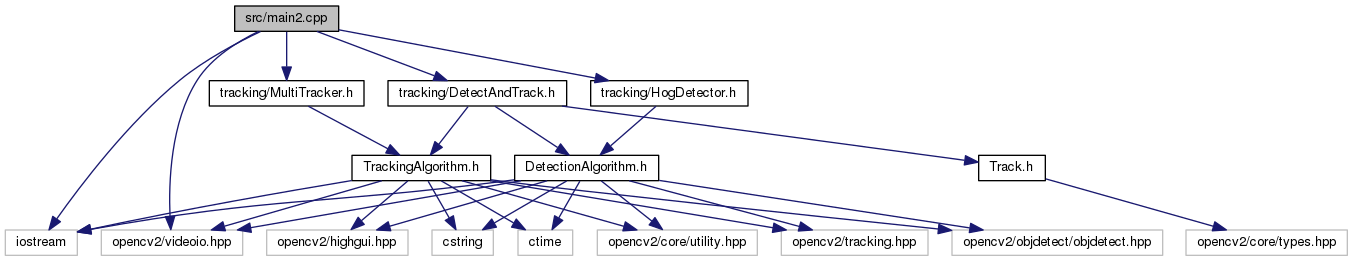 src/main2.cpp
tracking/MultiTracker.h
tracking/DetectAndTrack.h
tracking/HogDetector.h
TrackingAlgorithm.h
DetectionAlgorithm.h
Track.h
iostream
opencv2/videoio.hpp
opencv2/highgui.hpp
cstring
ctime
opencv2/core/utility.hpp
opencv2/tracking.hpp
opencv2/objdetect/objdetect.hpp
opencv2/core/types.hpp